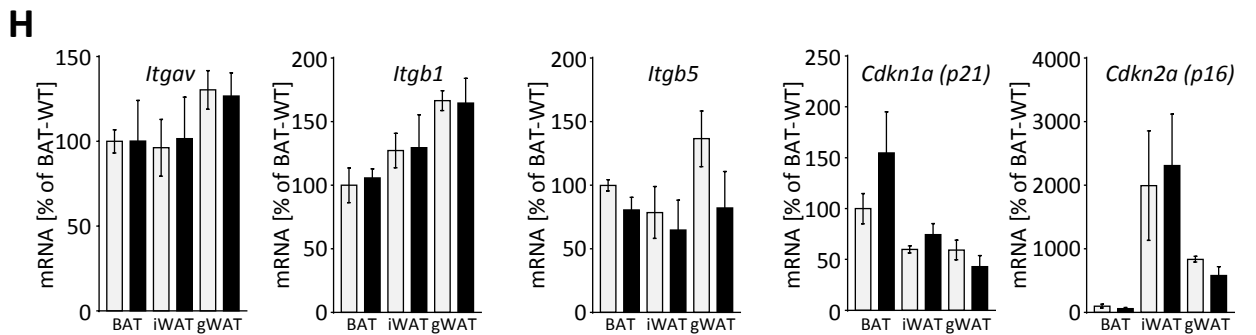 H
mRNA [% of BAT-WT]
150
100
50
0
Itgav
BAT iWAT gWAT
mRNA [% of BAT-WT]
200
150
100
50
0
Itgb1
BAT iWAT gWAT
mRNA [% of BAT-WT]
200
150
100
50
0
Itgb5
BAT iWAT gWAT
mRNA [% of BAT-WT]
250
200
150
100
50
0
Cdkn1a (p21)
BAT iWAT gWAT
mRNA [% of BAT-WT]
4000
3000
2000
1000
0
Cdkn2a (p16)
BAT iWAT gWAT